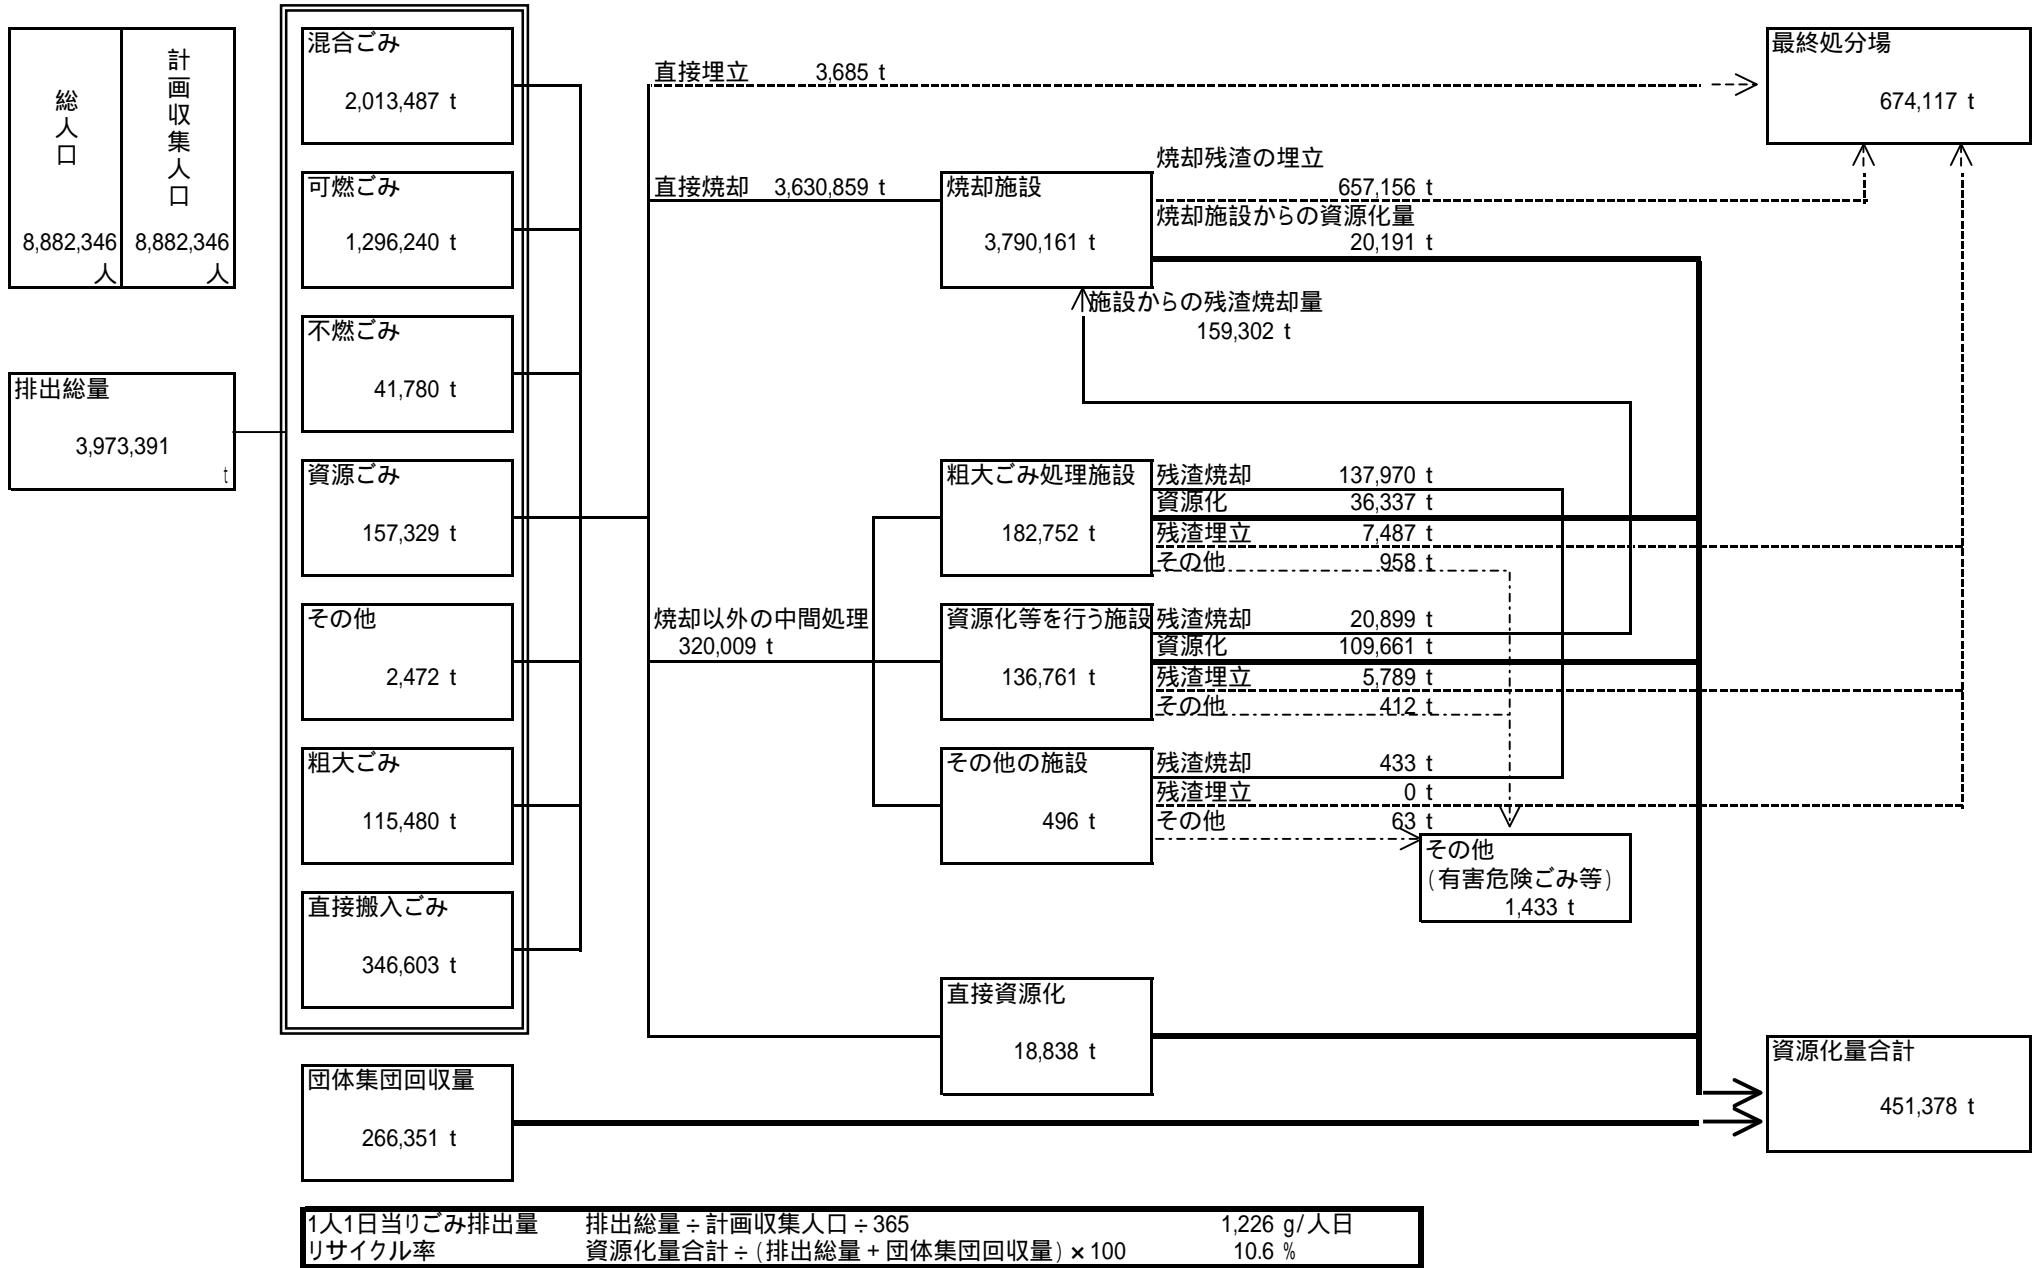 総人口
8,882,346
人
計画収集人口
8,882,346
人
排出総量
3,973,391
t
混合ごみ
2,013,487 t
可燃ごみ
1,296,240 t
不燃ごみ
41,780 t
資源ごみ
157,329 t
その他
2,472 t
粗大ごみ
115,480 t
直接搬入ごみ
346,603 t
団体集団回収量
266,351 t
直接埋立 3,685 t
直接焼却 3,630,859 t
焼却以外の中間処理
320,009 t
焼却施設
3,790,161 t
焼却残渣の埋立
657,156 t
焼却施設からの資源化量
20,191 t
施設からの残渣焼却量
159,302 t
粗大ごみ処理施設
182,752 t
残渣焼却 137,970 t
資源化 36,337 t
残渣埋立 7,487 t
その他 958 t
資源化等を行う施設
136,761 t
残渣焼却 20,899 t
資源化 109,661 t
残渣埋立 5,789 t
その他 412 t
その他の施設
496 t
残渣焼却 433 t
残渣埋立 0 t
その他 63 t
その他
(有害危険ごみ等)
1,433 t
直接資源化
18,838 t
最終処分場
674,117 t
資源化量合計
451,378 t
1人1日当りごみ排出量 排出総量÷計画収集人口÷365 1,226 g/人日
リサイクル率 資源化量合計÷(排出総量+団体集団回収量)×100 10.6 %